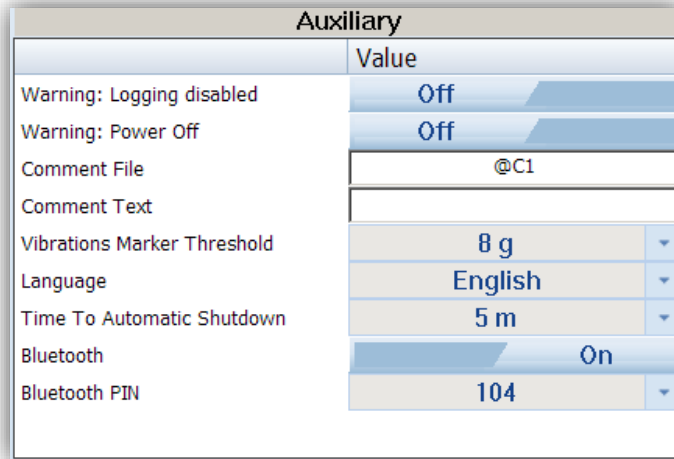 Auxiliary
Value
Warning: Logging disabled Off
Warning: Power Off Off
Comment File @C1
Comment Text
Vibrations Marker Threshold 8 g
Language English
Time To Automatic Shutdown 5 m
Bluetooth On
Bluetooth PIN 104